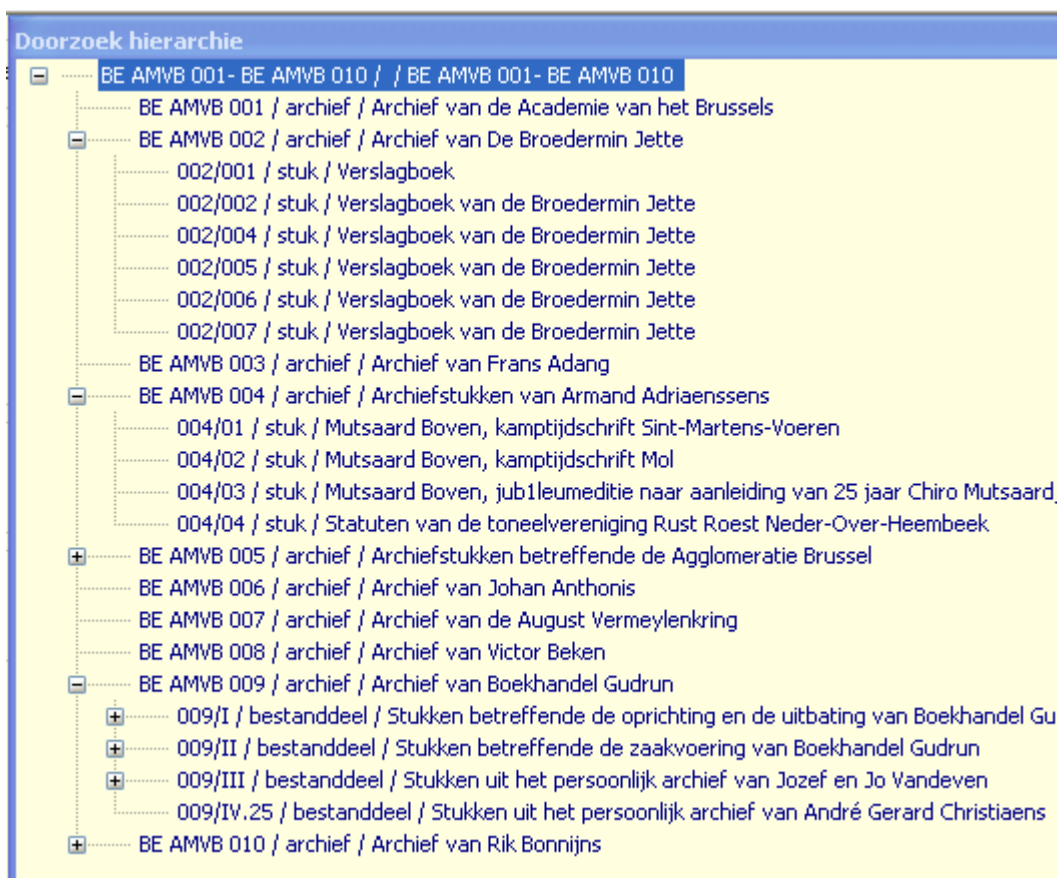 Doorzoek hierarchie
BE AMVB 001- BE AMVB 010 / / BE AMVB 001- BE AMVB 010
BE AMVB 001 / archief / Archief van de Academie van het Brussels
BE AMVB 002 / archief / Archief van De Broedermin Jette
002/001 / stuk / Verslagboek
002/002 / stuk / Verslagboek van de Broedermin Jette
002/004 / stuk / Verslagboek van de Broedermin Jette
002/005 / stuk / Verslagboek van de Broedermin Jette
002/006 / stuk / Verslagboek van de Broedermin Jette
002/007 / stuk / Verslagboek van de Broedermin Jette
BE AMVB 003 / archief / Archief van Frans Adang
BE AMVB 004 / archief / Archiefstukken van Armand Adriaenssens
004/01 / stuk / Mutsaard Boven, kamptijdschrift Sint-Martens-Voeren
004/02 / stuk / Mutsaard Boven, kamptijdschrift Mol
004/03 / stuk / Mutsaard Boven, jub1leumeditie naar aanleiding van 25 jaar Chiro Mutsaard,
004/04 / stuk / Statuten van de toneelvereniging Rust Roest Neder-Over-Heembeek
BE AMVB 005 / archief / Archiefstukken betreffende de Agglomeratie Brussel
BE AMVB 006 / archief / Archief van Johan Anthonis
BE AMVB 007 / archief / Archief van de August Vermeylenkring
BE AMVB 008 / archief / Archief van Victor Beken
BE AMVB 009 / archief / Archief van Boekhandel Gudrun
009/I / bestanddeel / Stukken betreffende de oprichting en de uitbating van Boekhandel Gu
009/II / bestanddeel / Stukken betreffende de zaakvoering van Boekhandel Gudrun
009/III / bestanddeel / Stukken uit het persoonlijk archief van Jozef en Jo Vandeven
009/IV.25 / bestanddeel / Stukken uit het persoonlijk archief van André Gerard Christiaens
BE AMVB 010 / archief / Archief van Rik Bonnijns